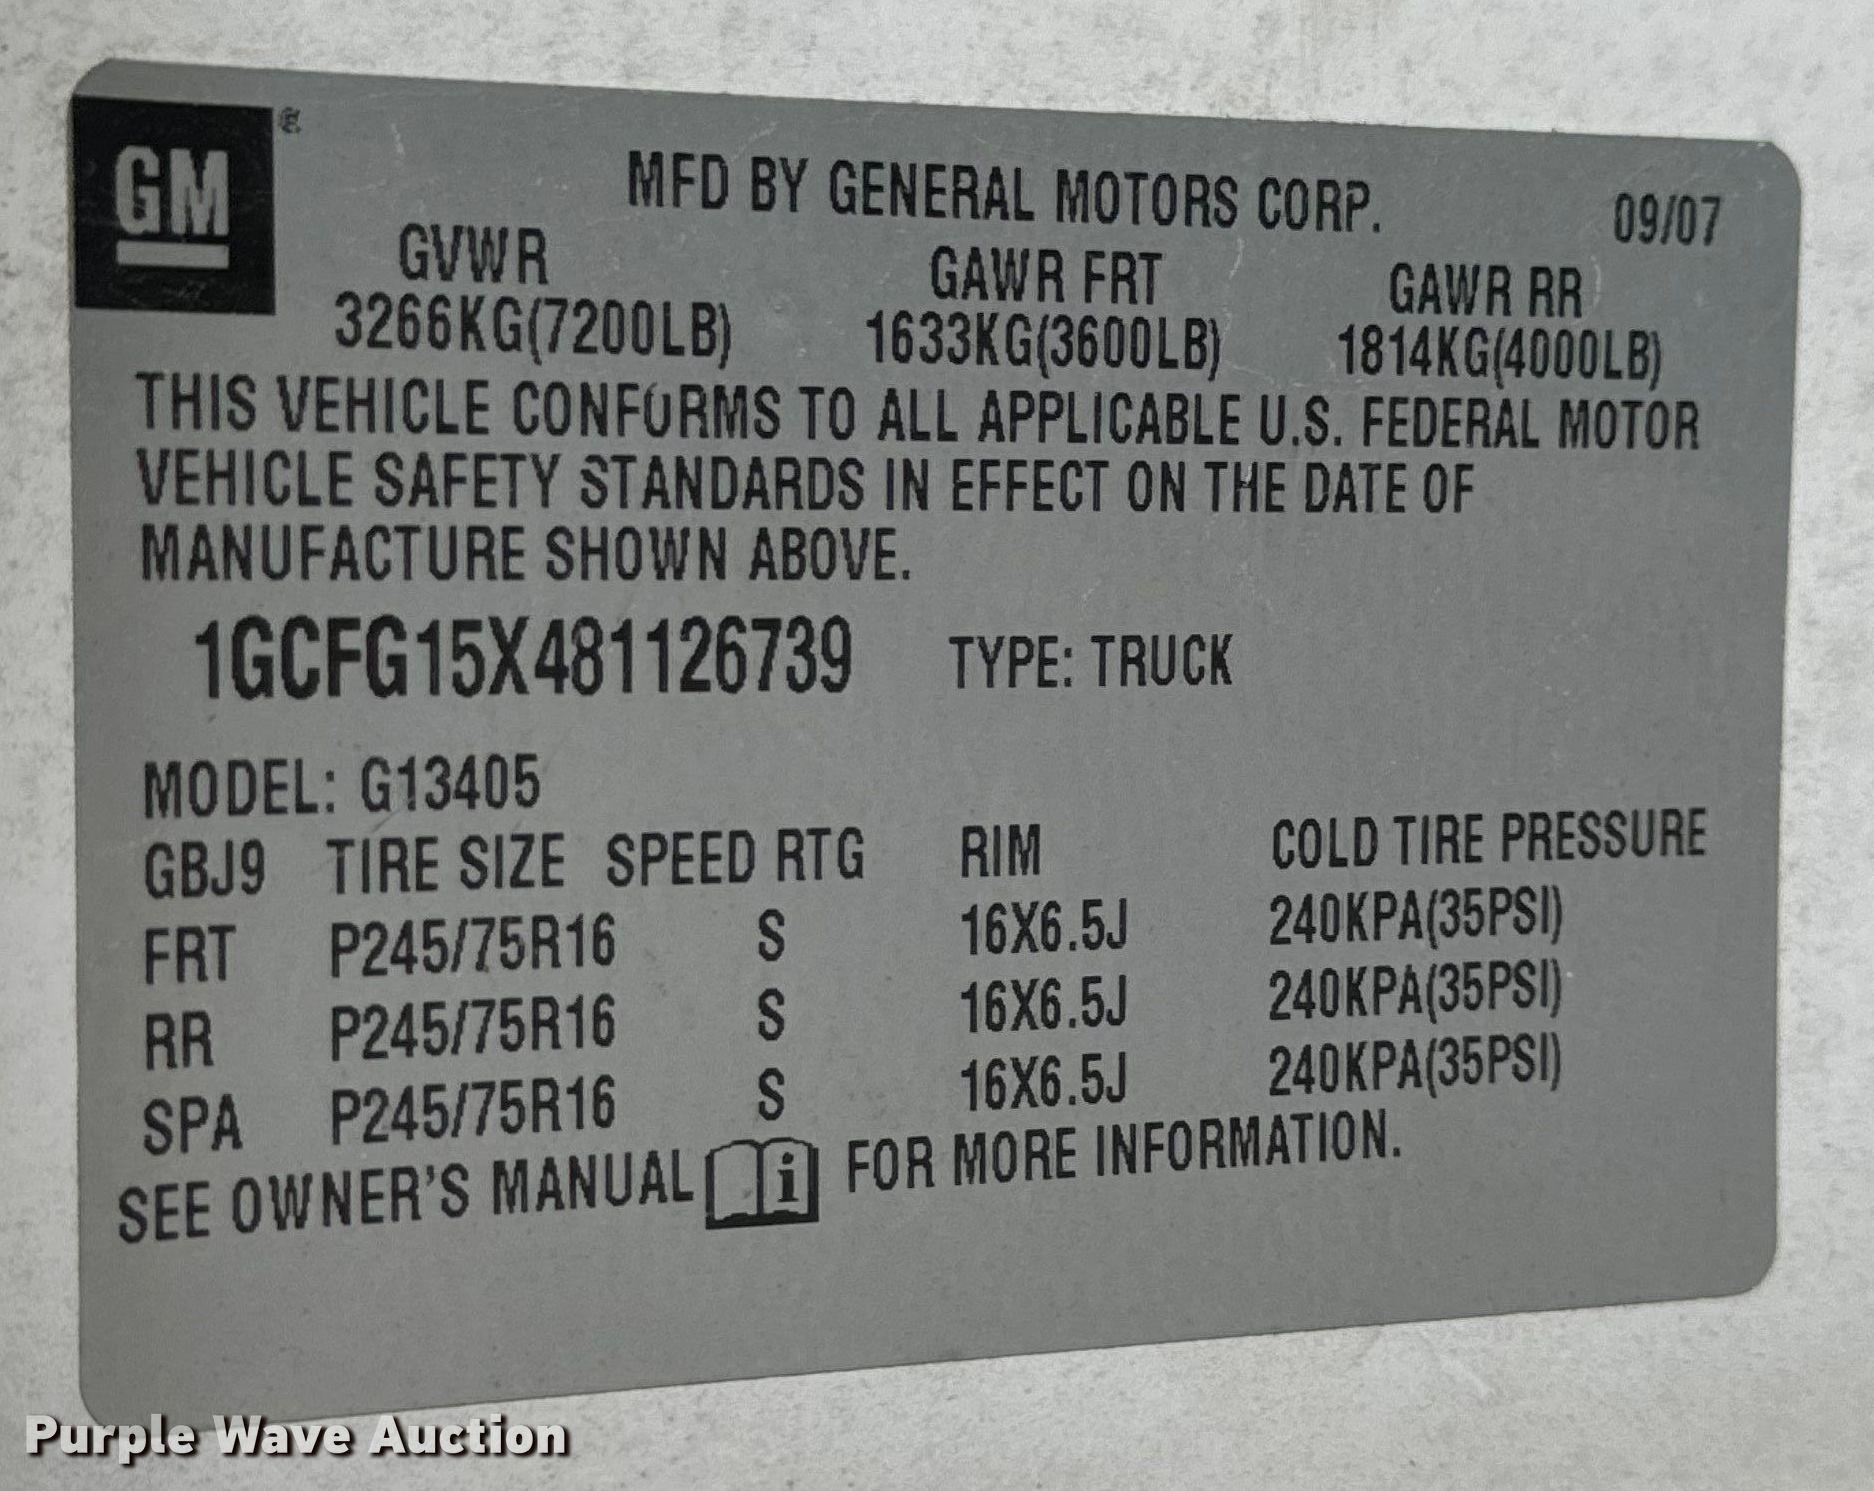 GM
MFD BY GENERAL MOTORS CORP. 09/07
GVWR GAWR FRT GAWR RR
3266KG(7200LB) 1633KG(3600LB) 1814KG(4000LB)
THIS VEHICLE CONFORMS TO ALL APPLICABLE U.S. FEDERAL MOTOR
VEHICLE SAFETY STANDARDS IN EFFECT ON THE DATE OF
MANUFACTURE SHOWN ABOVE.
1GCFG15X481126739 TYPE: TRUCK
MODEL: G13405
GBJ9 TIRE SIZE SPEED RTG RIM COLD TIRE PRESSURE
FRT P245/75R16 S 16X6.5J 240KPA(35PSI)
RR P245/75R16 S 16X6.5J 240KPA(35PSI)
SPA P245/75R16 S 16X6.5J 240KPA(35PSI)
SEE OWNER'S MANUAL i FOR MORE INFORMATION.
Purple Wave Auction